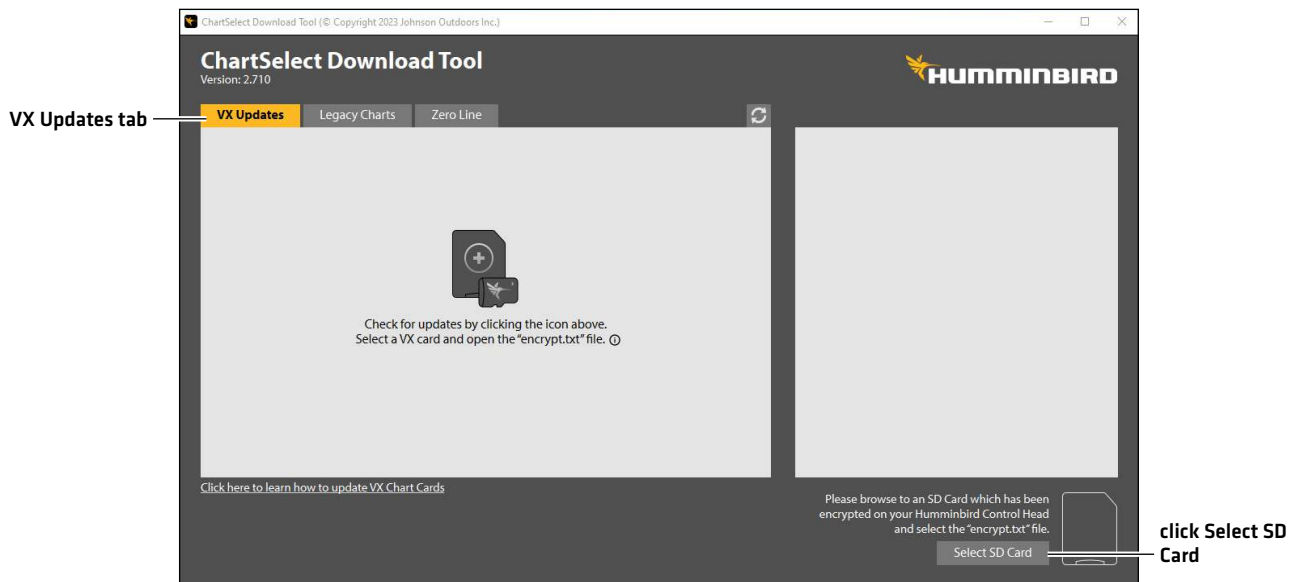 ChartSelect Download Tool (© Copyright 2023 Johnson Outdoors Inc.)
ChartSelect Download Tool
Version: 2.710
HUMMINBIRD
VX Updates tab
VX Updates
Legacy Charts
Zero Line
Check for updates by clicking the icon above.
Select a VX card and open the "encrypt.txt" file.
Click here to learn how to update VX Chart Cards
Please browse to an SD Card which has been
encrypted on your Humminbird Control Head
and select the "encrypt.txt" file.
Select SD Card
click Select SD
Card